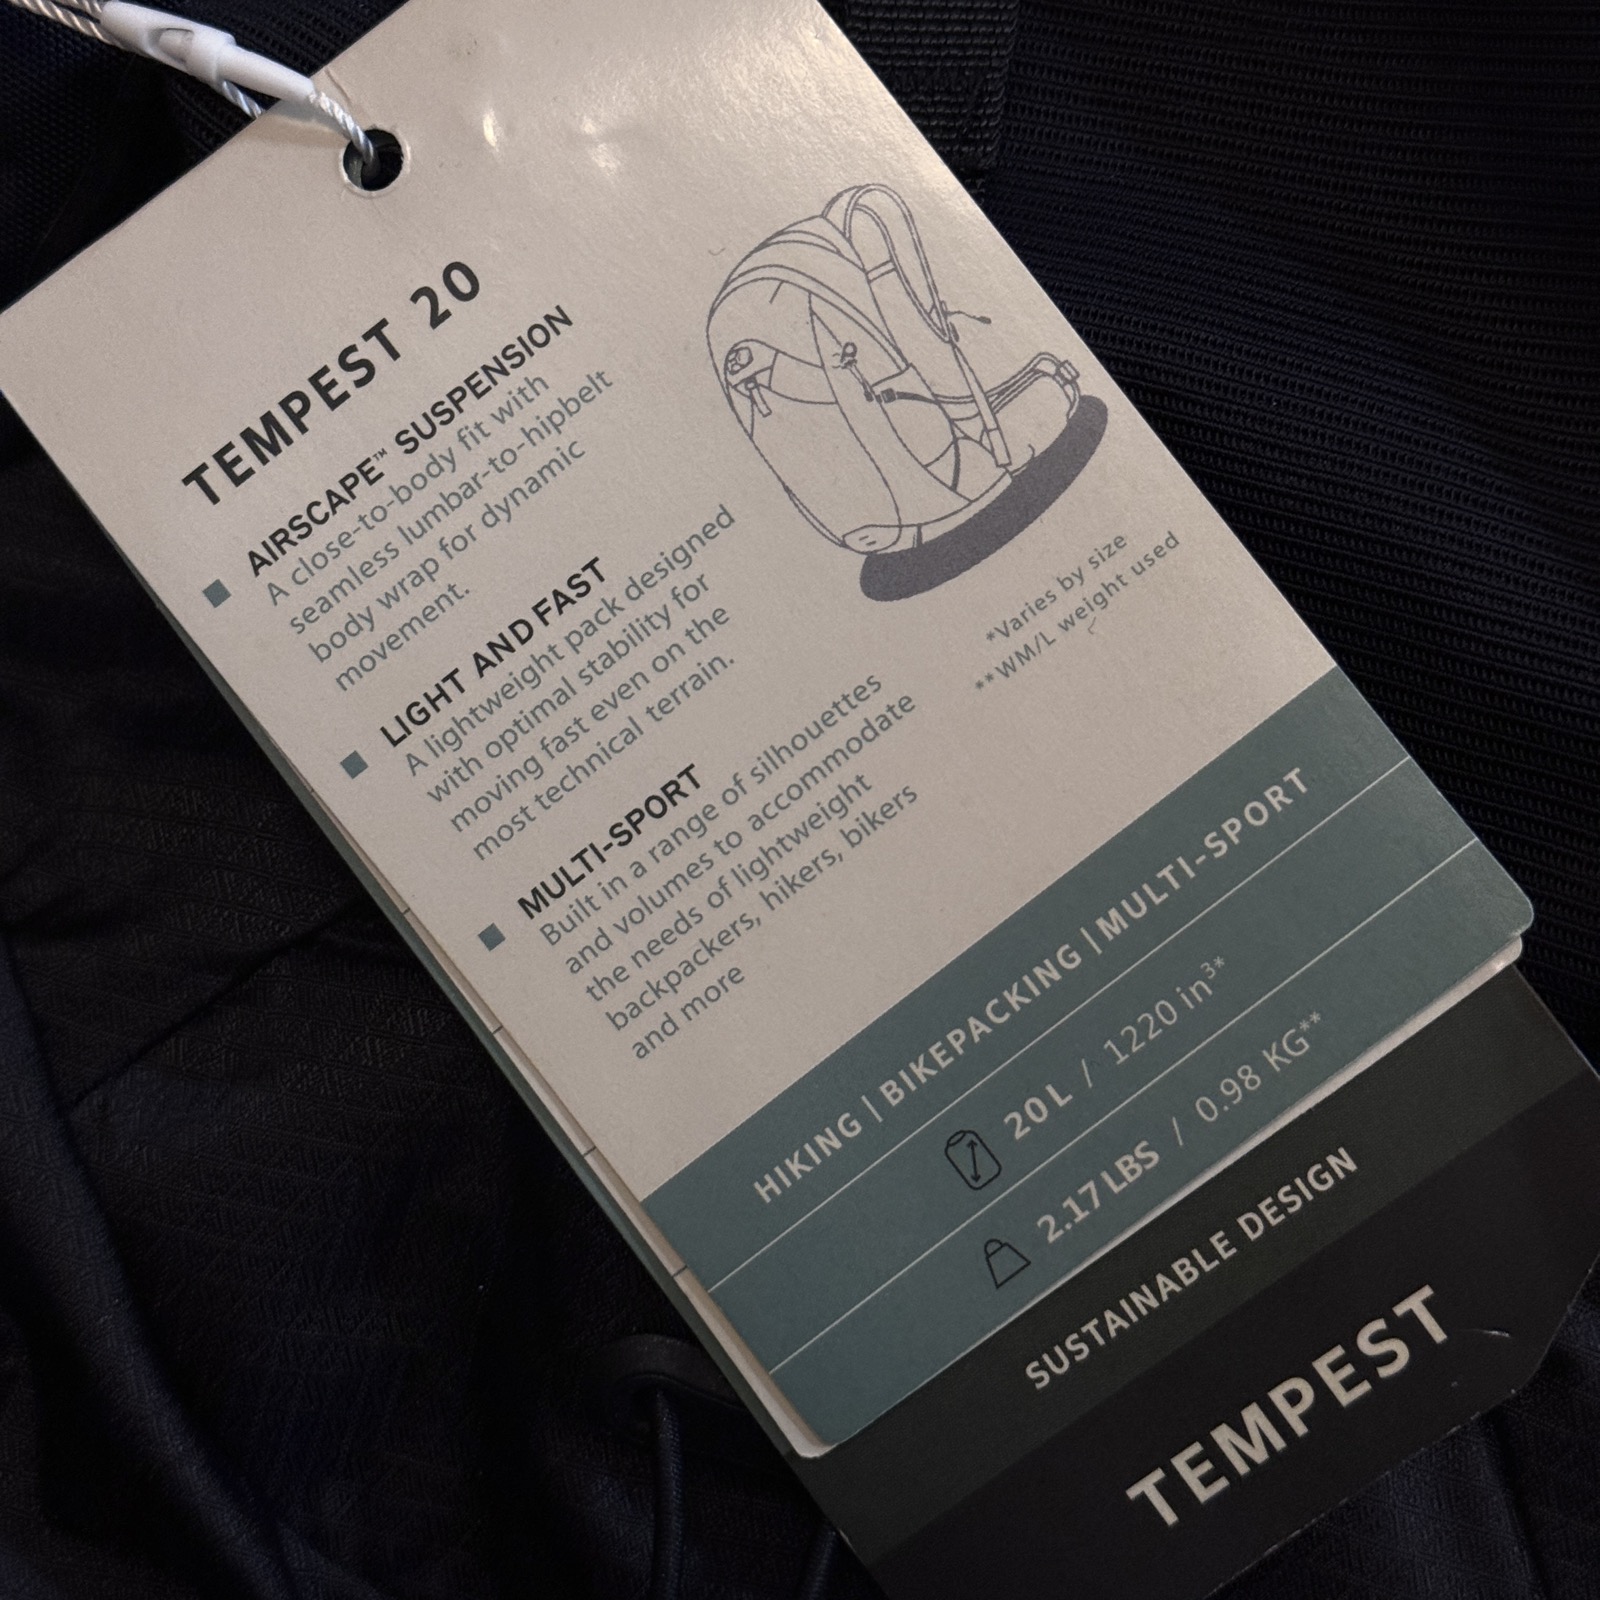 TEMPEST 20
AIRSCAPE™ SUSPENSION
A close-to-body fit with
seamless lumbar-to-hipbelt
body wrap for dynamic
movement.
LIGHT AND FAST
A lightweight pack designed
with optimal stability for
moving fast even on the
most technical terrain.
MULTI-SPORT
Built in a range of silhouettes
and volumes to accommodate
the needs of lightweight
backpackers, hikers, bikers
and more
*Varies by size
**WM/L weight used
HIKING | BIKEPACKING | MULTI-SPORT
20 L / 1220 in³*
2.17 LBS / 0.98 KG**
SUSTAINABLE DESIGN
TEMPEST